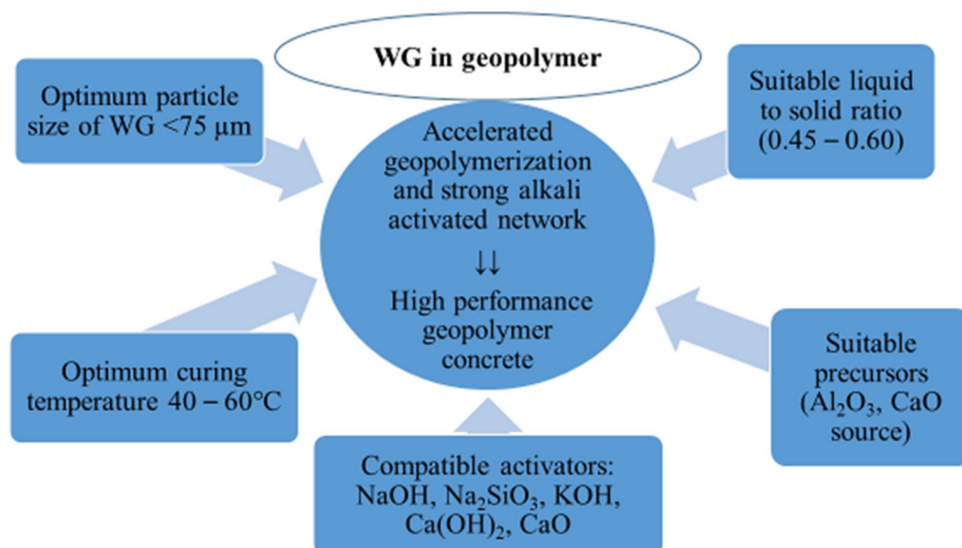 WG in geopolymer
Optimum particle
size of WG <75 µm
Suitable liquid
to solid ratio
(0.45 – 0.60)
Accelerated
geopolymerization
and strong alkali
activated network
↓↓
High performance
geopolymer
concrete
Optimum curing
temperature 40 – 60°C
Suitable
precursors
(Al₂O₃, CaO
source)
Compatible activators:
NaOH, Na₂SiO₃, KOH,
Ca(OH)₂, CaO